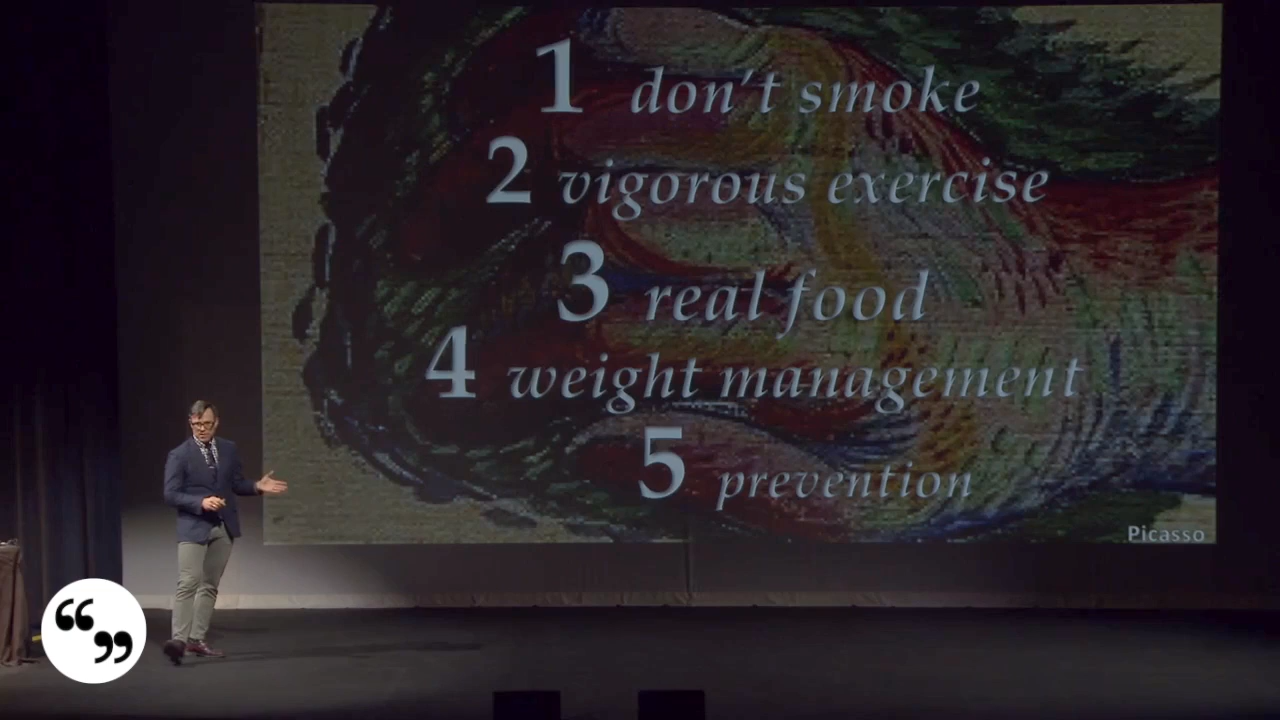 1 don't smoke
2 vigorous exercise
3 real food
4 weight management
5 prevention
Picasso